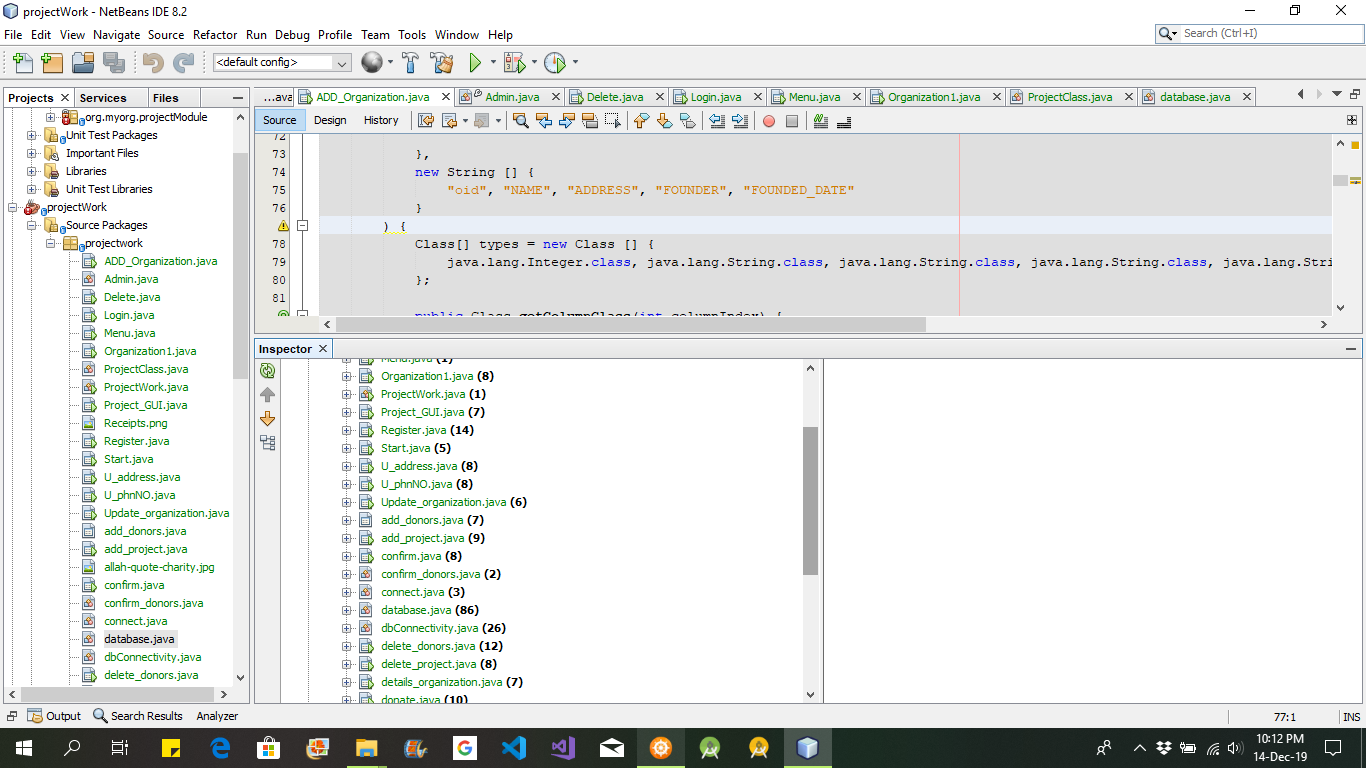 projectWork - NetBeans IDE 8.2
File Edit View Navigate Source Refactor Run Debug Profile Team Tools Window Help
Search (Ctrl+I)
<default config>
Projects Services Files
org.myorg.projectModule
Unit Test Packages
Important Files
Libraries
Unit Test Libraries
projectWork
Source Packages
projectwork
ADD_Organization.java
Admin.java
Delete.java
Login.java
Menu.java
Organization1.java
ProjectClass.java
ProjectWork.java
Project_GUI.java
Receipts.png
Register.java
Start.java
U_address.java
U_phnNO.java
Update_organization.java
add_donors.java
add_project.java
allah-quote-charity.jpg
confirm.java
confirm_donors.java
connect.java
database.java
dbConnectivity.java
delete_donors.java
...ava ADD_Organization.java Admin.java Delete.java Login.java Menu.java Organization1.java ProjectClass.java database.java
Source Design History
72
73 },
74 new String [] {
75 "oid", "NAME", "ADDRESS", "FOUNDER", "FOUNDED_DATE"
76 }
) {
78 Class[] types = new Class [] {
79 java.lang.Integer.class, java.lang.String.class, java.lang.String.class, java.lang.String.class, java.lang.Stri
80 };
81
public Class getColumnClass(int columnIndex) {
Inspector
Menu.java (1)
Organization1.java (8)
ProjectWork.java (1)
Project_GUI.java (7)
Register.java (14)
Start.java (5)
U_address.java (8)
U_phnNO.java (8)
Update_organization.java (6)
add_donors.java (7)
add_project.java (9)
confirm.java (8)
confirm_donors.java (2)
connect.java (3)
database.java (86)
dbConnectivity.java (26)
delete_donors.java (12)
delete_project.java (8)
details_organization.java (7)
donate.java (10)
Output Search Results Analyzer
77:1 INS
10:12 PM
14-Dec-19